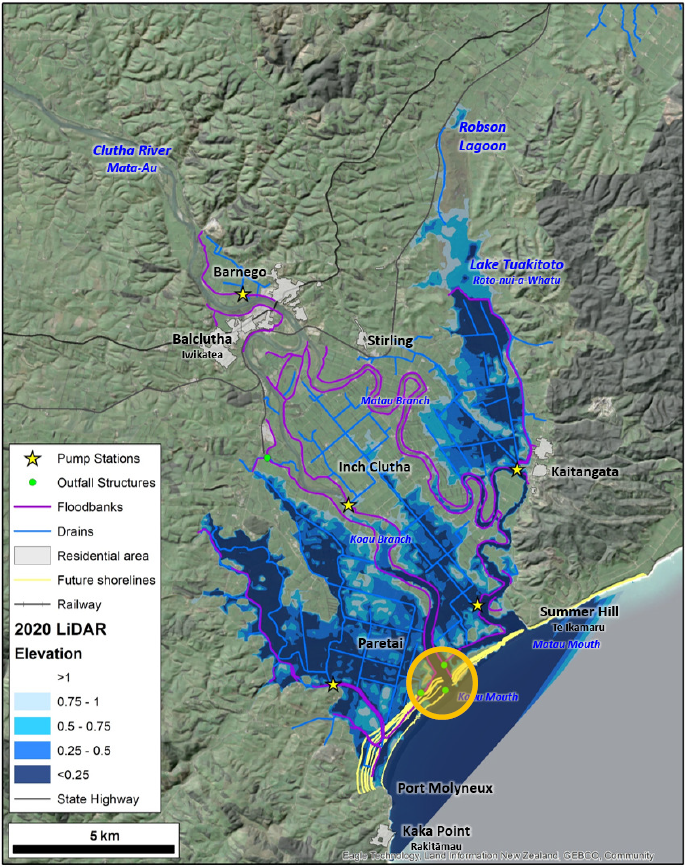 Robson
Lagoon
Clutha River
Mata-Au
Lake Tuakitoto
Roto-nui-a-Whatu
Barnego
Balclutha
Iwikatea
Stirling
Matau Branch
Inch Clutha
Kaitangata
Koau Branch
Paretai
Summer Hill
Te Ikamaru
Matau Mouth
Koau Mouth
Port Molyneux
Kaka Point
Rakitāmau
Pump Stations
Outfall Structures
Floodbanks
Drains
Residential area
Future shorelines
Railway
2020 LiDAR
Elevation
>1
0.75 - 1
0.5 - 0.75
0.25 - 0.5
<0.25
State Highway
5 km
Eagle Technology, Land Information New Zealand, GEBCO, Community